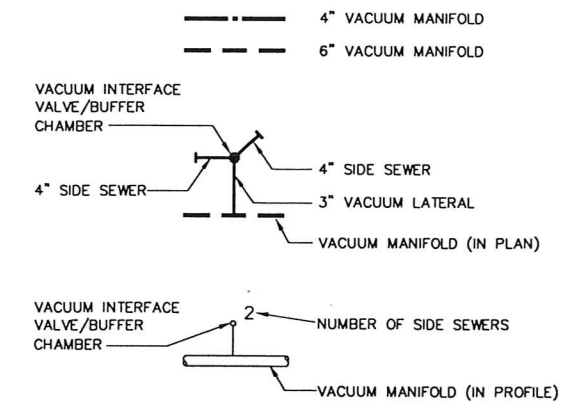 4" VACUUM MANIFOLD
6" VACUUM MANIFOLD
VACUUM INTERFACE
VALVE/BUFFER
CHAMBER
4" SIDE SEWER
4" SIDE SEWER
3" VACUUM LATERAL
VACUUM MANIFOLD (IN PLAN)
VACUUM INTERFACE
VALVE/BUFFER
CHAMBER
2
NUMBER OF SIDE SEWERS
VACUUM MANIFOLD (IN PROFILE)